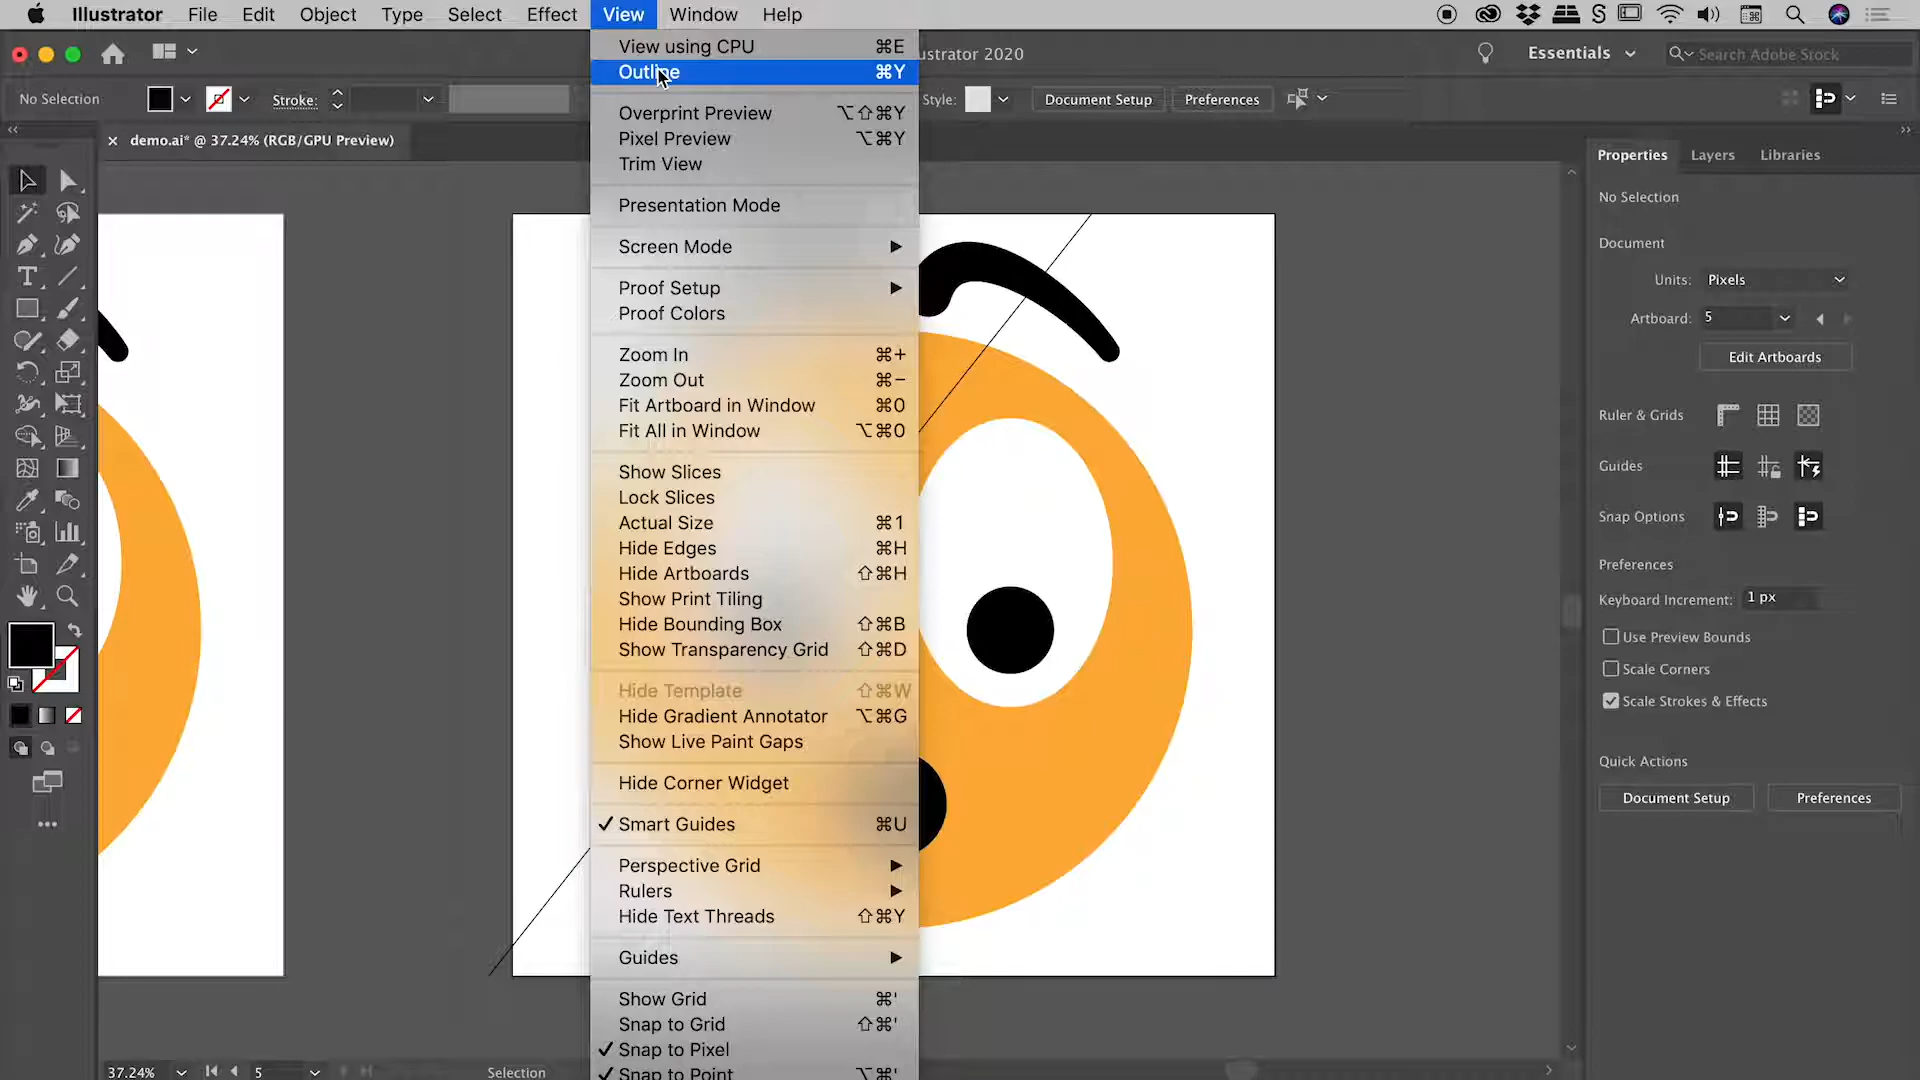 Illustrator File Edit Object Type Select Effect View Window Help
ustrator 2020
Essentials
Search Adobe Stock
No Selection
Stroke:
Style:
Document Setup
Preferences
demo.ai* @ 37.24% (RGB/GPU Preview)
View using CPU ⌘E
Outline ⌘Y
Overprint Preview ⌥⇧⌘Y
Pixel Preview ⌥⌘Y
Trim View
Presentation Mode
Screen Mode
Proof Setup
Proof Colors
Zoom In ⌘+
Zoom Out ⌘−
Fit Artboard in Window ⌘0
Fit All in Window ⌥⌘0
Show Slices
Lock Slices
Actual Size ⌘1
Hide Edges ⌘H
Hide Artboards ⇧⌘H
Show Print Tiling
Hide Bounding Box ⇧⌘B
Show Transparency Grid ⇧⌘D
Hide Template ⇧⌘W
Hide Gradient Annotator ⌥⌘G
Show Live Paint Gaps
Hide Corner Widget
✓ Smart Guides ⌘U
Perspective Grid
Rulers
Hide Text Threads ⇧⌘Y
Guides
Show Grid ⌘'
Snap to Grid ⇧⌘'
✓ Snap to Pixel
✓ Snap to Point ⌥⌘'
Properties Layers Libraries
No Selection
Document
Units: Pixels
Artboard: 5
Edit Artboards
Ruler & Grids
Guides
Snap Options
Preferences
Keyboard Increment: 1 px
Use Preview Bounds
Scale Corners
Scale Strokes & Effects
Quick Actions
Document Setup
Preferences
37.24%
5
Selection